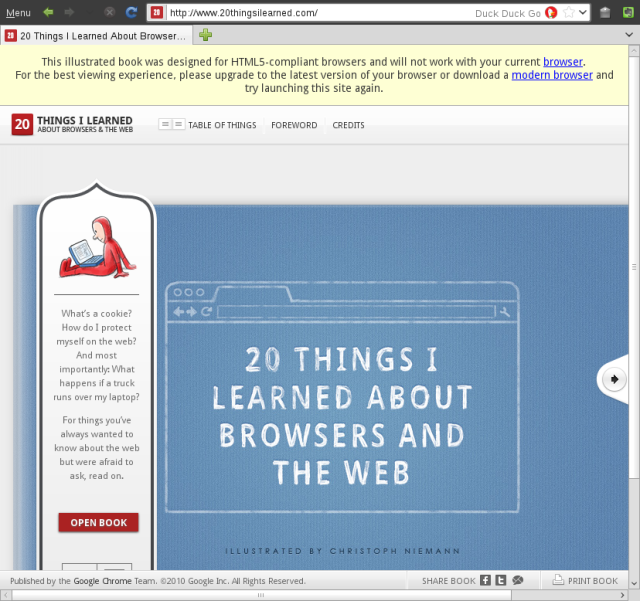 Menu
http://www.20thingsilearned.com/
Duck Duck Go
20 Things I Learned About Browser...
This illustrated book was designed for HTML5-compliant browsers and will not work with your current browser.
For the best viewing experience, please upgrade to the latest version of your browser or download a modern browser and
try launching this site again.
20 THINGS I LEARNED
ABOUT BROWSERS & THE WEB
TABLE OF THINGS
FOREWORD
CREDITS
What's a cookie?
How do I protect
myself on the web?
And most
importantly: What
happens if a truck
runs over my laptop?
For things you've
always wanted to
know about the web
but were afraid to
ask, read on.
OPEN BOOK
20 THINGS I
LEARNED ABOUT
BROWSERS AND
THE WEB
ILLUSTRATED BY CHRISTOPH NIEMANN
Published by the Google Chrome Team. ©2010 Google Inc. All Rights Reserved.
SHARE BOOK
PRINT BOOK